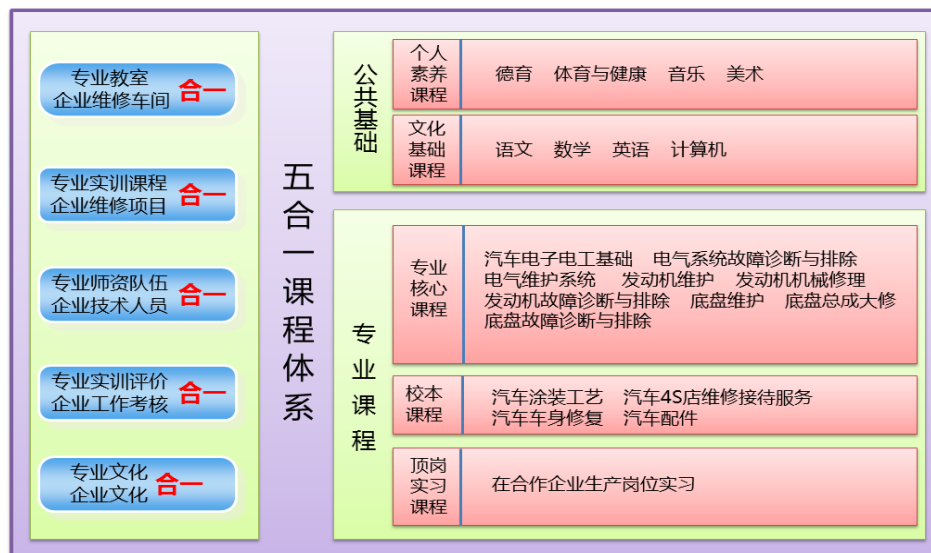 专业教室
企业维修车间
合一
专业实训课程
企业维修项目
合一
专业师资队伍
企业技术人员
合一
专业实训评价
企业工作考核
合一
专业文化
企业文化
合一
五合一课程体系
公共基础
个人
素养
课程
德育 体育与健康 音乐 美术
文化
基础
课程
语文 数学 英语 计算机
专业课程
专业
核心
课程
汽车电子电工基础 电气系统故障诊断与排除
电气维护系统 发动机维护 发动机机械修理
发动机故障诊断与排除 底盘维护 底盘总成大修
底盘故障诊断与排除
校本
课程
汽车涂装工艺 汽车4S店维修接待服务
汽车车身修复 汽车配件
顶岗
实习
课程
在合作企业生产岗位实习